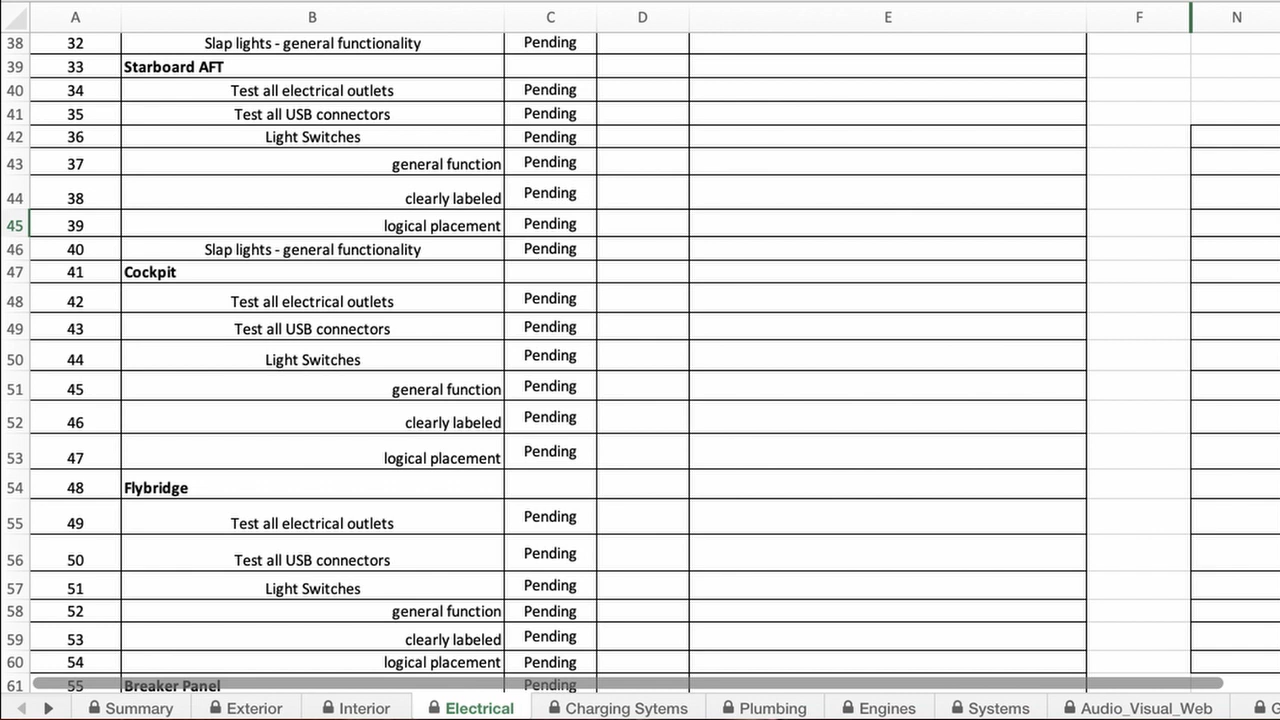 A B C D E F N
38 32 Slap lights - general functionality Pending
39 33 Starboard AFT
40 34 Test all electrical outlets Pending
41 35 Test all USB connectors Pending
42 36 Light Switches Pending
43 37 general function Pending
44 38 clearly labeled Pending
45 39 logical placement Pending
46 40 Slap lights - general functionality Pending
47 41 Cockpit
48 42 Test all electrical outlets Pending
49 43 Test all USB connectors Pending
50 44 Light Switches Pending
51 45 general function Pending
52 46 clearly labeled Pending
53 47 logical placement Pending
54 48 Flybridge
55 49 Test all electrical outlets Pending
56 50 Test all USB connectors Pending
57 51 Light Switches Pending
58 52 general function Pending
59 53 clearly labeled Pending
60 54 logical placement Pending
61 55 Breaker Panel Pending
Summary Exterior Interior Electrical Charging Sytems Plumbing Engines Systems Audio_Visual_Web